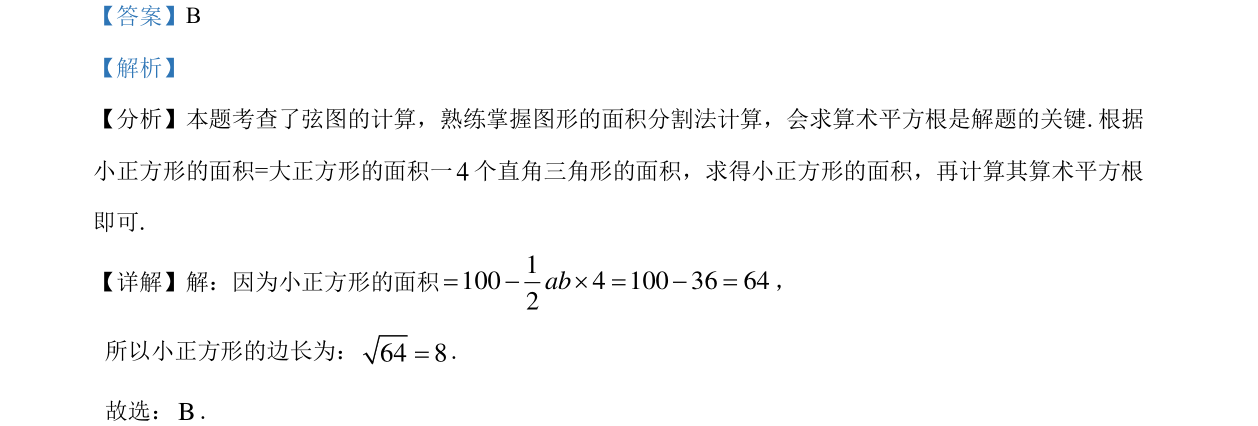 【答案】B
【解析】
【分析】本题考查了弦图的计算，熟练掌握图形的面积分割法计算，会求算术平方根是解题的关键.根据
小正方形的面积=大正方形的面积一4个直角三角形的面积，求得小正方形的面积，再计算其算术平方根
即可.
【详解】解：因为小正方形的面积=100−\frac{1}{2}ab×4=100−36=64，
所以小正方形的边长为：√64=8.
故选：B.